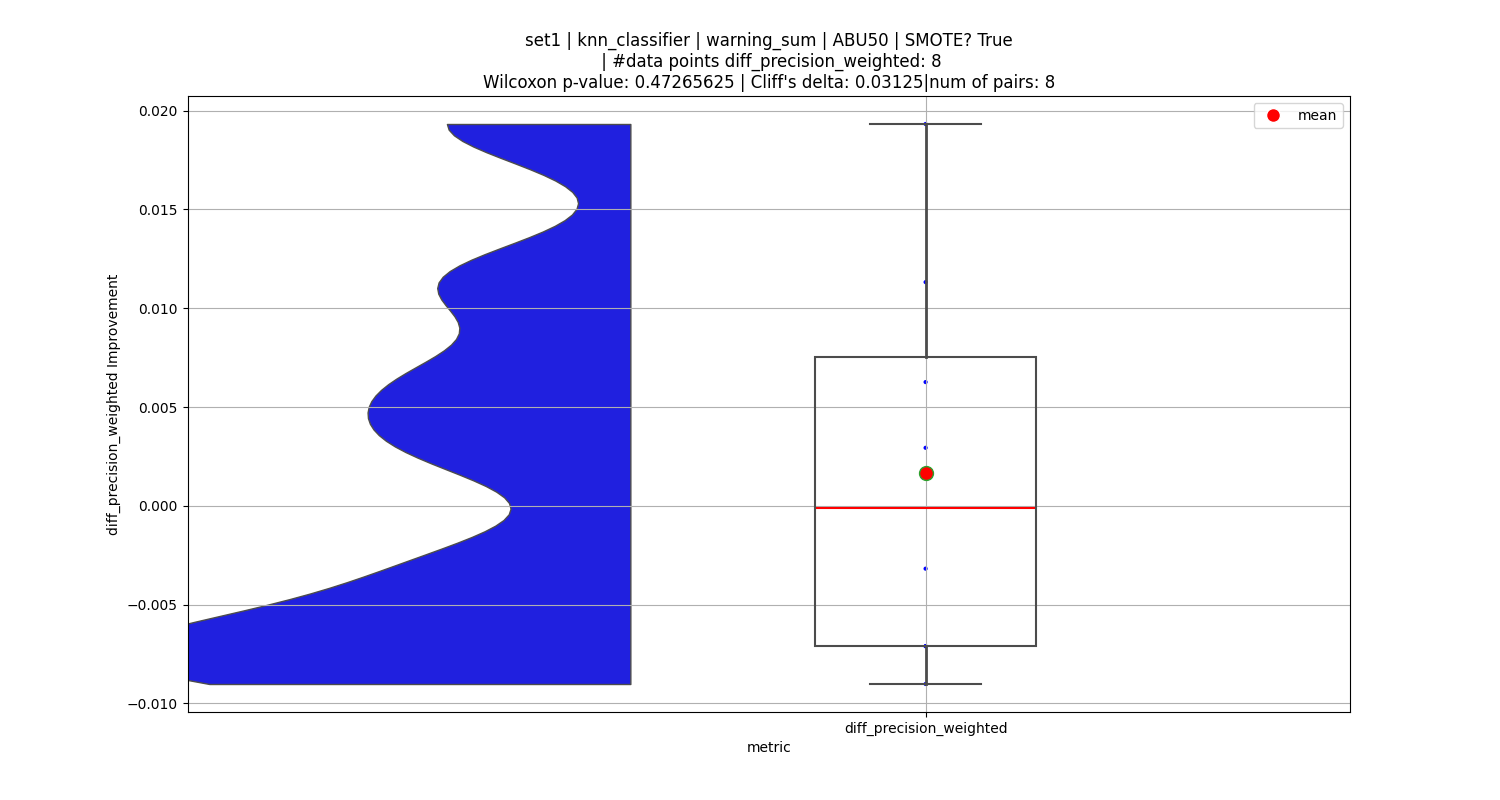 set1 | knn_classifier | warning_sum | ABU50 | SMOTE? True
| #data points diff_precision_weighted: 8
Wilcoxon p-value: 0.47265625 | Cliff's delta: 0.03125|num of pairs: 8
mean
0.020
0.015
0.010
0.005
0.000
−0.005
−0.010
diff_precision_weighted Improvement
diff_precision_weighted
metric